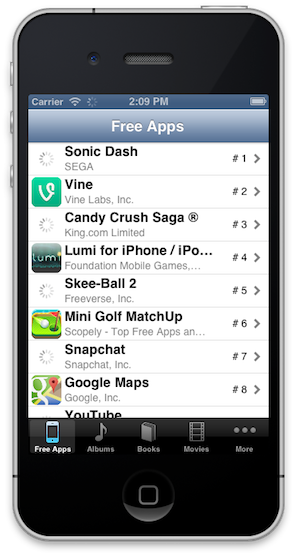 Carrier 2:09 PM
Free Apps
Sonic Dash
SEGA
# 1
Vine
Vine Labs, Inc.
# 2
Candy Crush Saga ®
King.com Limited
# 3
lumi
Lumi for iPhone / iPo...
Foundation Mobile Games,...
# 4
Skee-Ball 2
Freeverse, Inc.
# 5
Mini Golf MatchUp
Scopely - Top Free Apps an...
# 6
Snapchat
Snapchat, Inc.
# 7
Google Maps
Google, Inc.
# 8
YouTube
Free Apps Albums Books Movies More